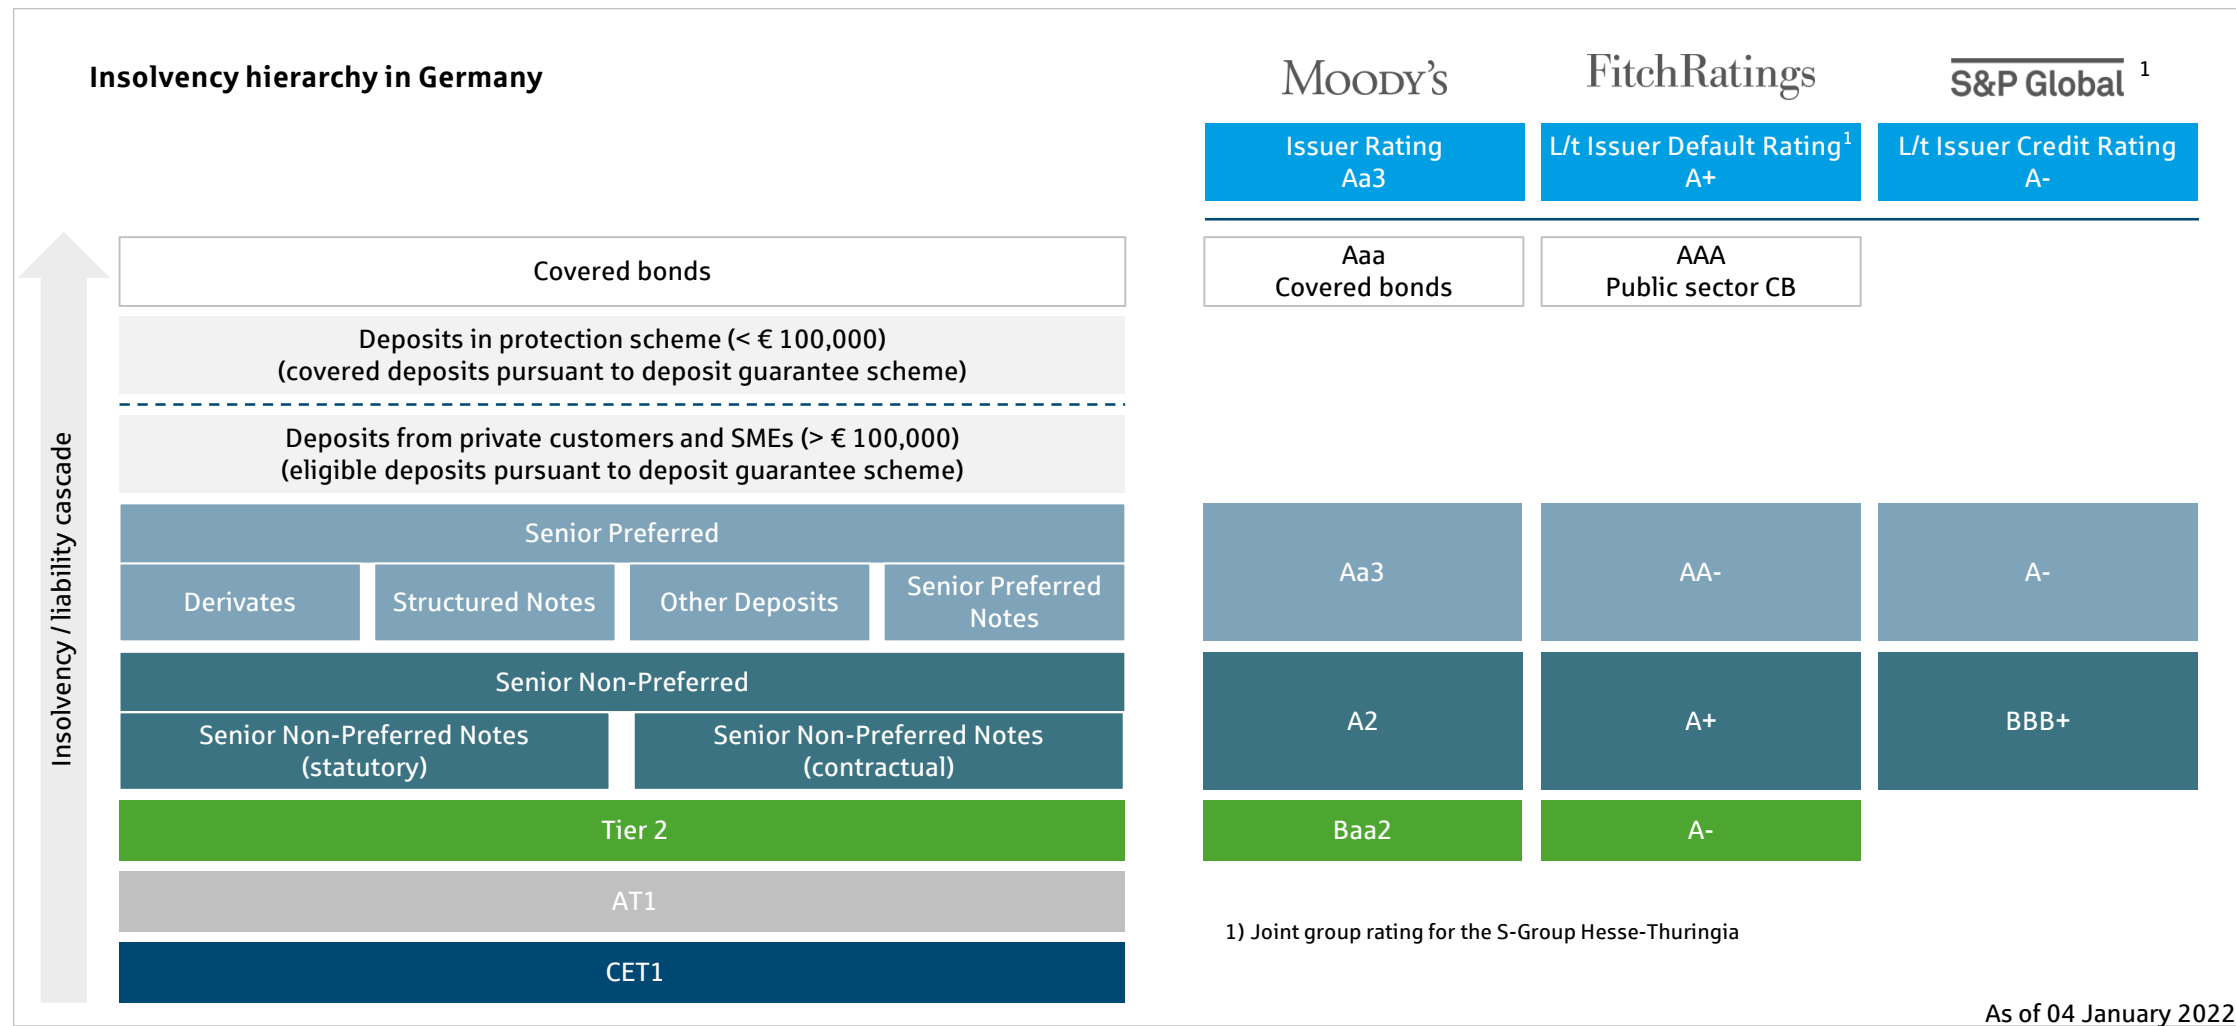 Insolvency hierarchy in Germany
MOODY'S
FitchRatings
S&P Global 1
Issuer Rating
Aa3
L/t Issuer Default Rating1
A+
L/t Issuer Credit Rating
A-
Insolvency / liability cascade
Covered bonds
Aaa
Covered bonds
AAA
Public sector CB
Deposits in protection scheme (< € 100,000)
(covered deposits pursuant to deposit guarantee scheme)
Deposits from private customers and SMEs (> € 100,000)
(eligible deposits pursuant to deposit guarantee scheme)
Senior Preferred
Derivates
Structured Notes
Other Deposits
Senior Preferred
Notes
Aa3
AA-
A-
Senior Non-Preferred
Senior Non-Preferred Notes
(statutory)
Senior Non-Preferred Notes
(contractual)
A2
A+
BBB+
Tier 2
Baa2
A-
AT1
CET1
1) Joint group rating for the S-Group Hesse-Thuringia
As of 04 January 2022